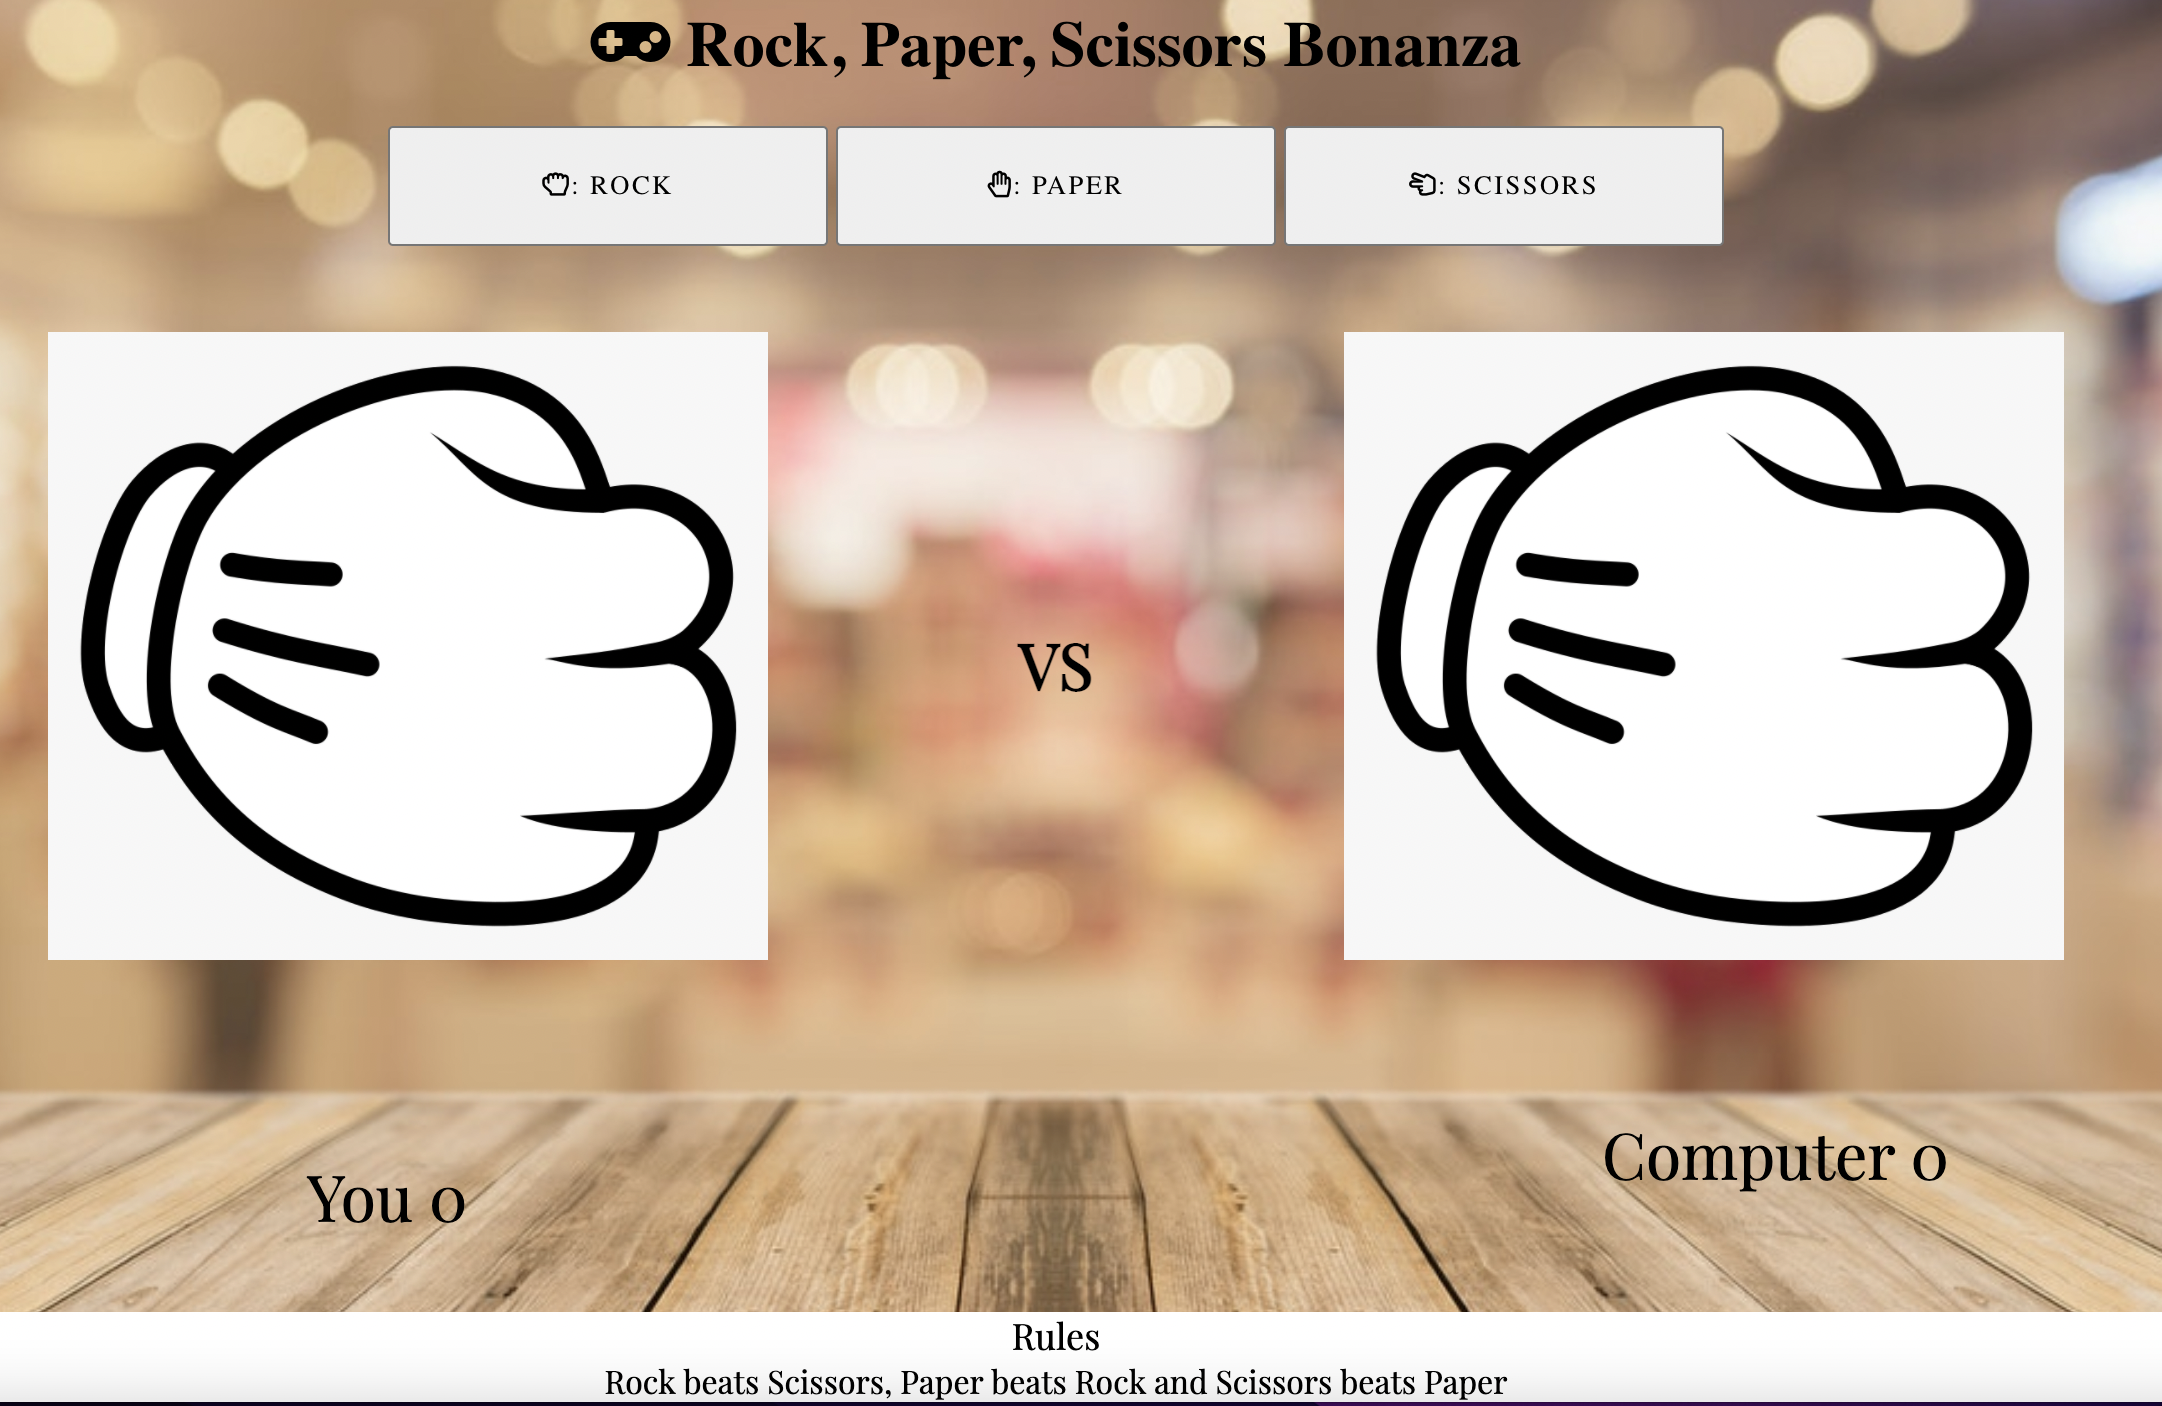 Rock, Paper, Scissors Bonanza
: ROCK
: PAPER
: SCISSORS
VS
You 0
Computer 0
Rules
Rock beats Scissors, Paper beats Rock and Scissors beats Paper